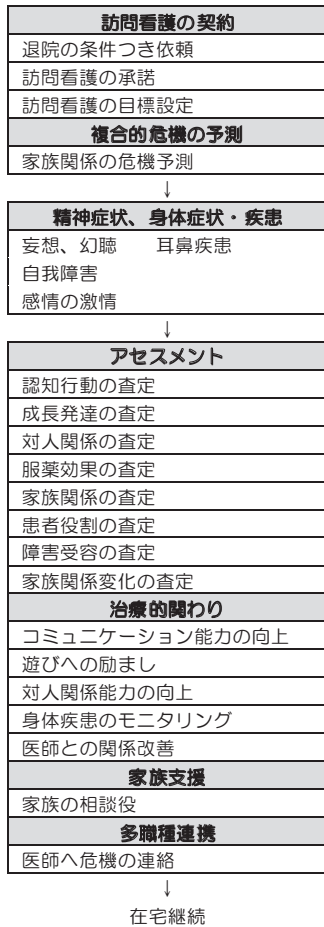 訪問看護の契約
退院の条件つき依頼
訪問看護の承諾
訪問看護の目標設定
複合的危機の予測
家族関係の危機予測
↓
精神症状、身体症状・疾患
妄想、幻聴　耳鼻疾患
自我障害
感情の激情
↓
アセスメント
認知行動の査定
成長発達の査定
対人関係の査定
服薬効果の査定
家族関係の査定
患者役割の査定
障害受容の査定
家族関係変化の査定
治療的関わり
コミュニケーション能力の向上
遊びへの励まし
対人関係能力の向上
身体疾患のモニタリング
医師との関係改善
家族支援
家族の相談役
多職種連携
医師へ危機の連絡
↓
在宅継続